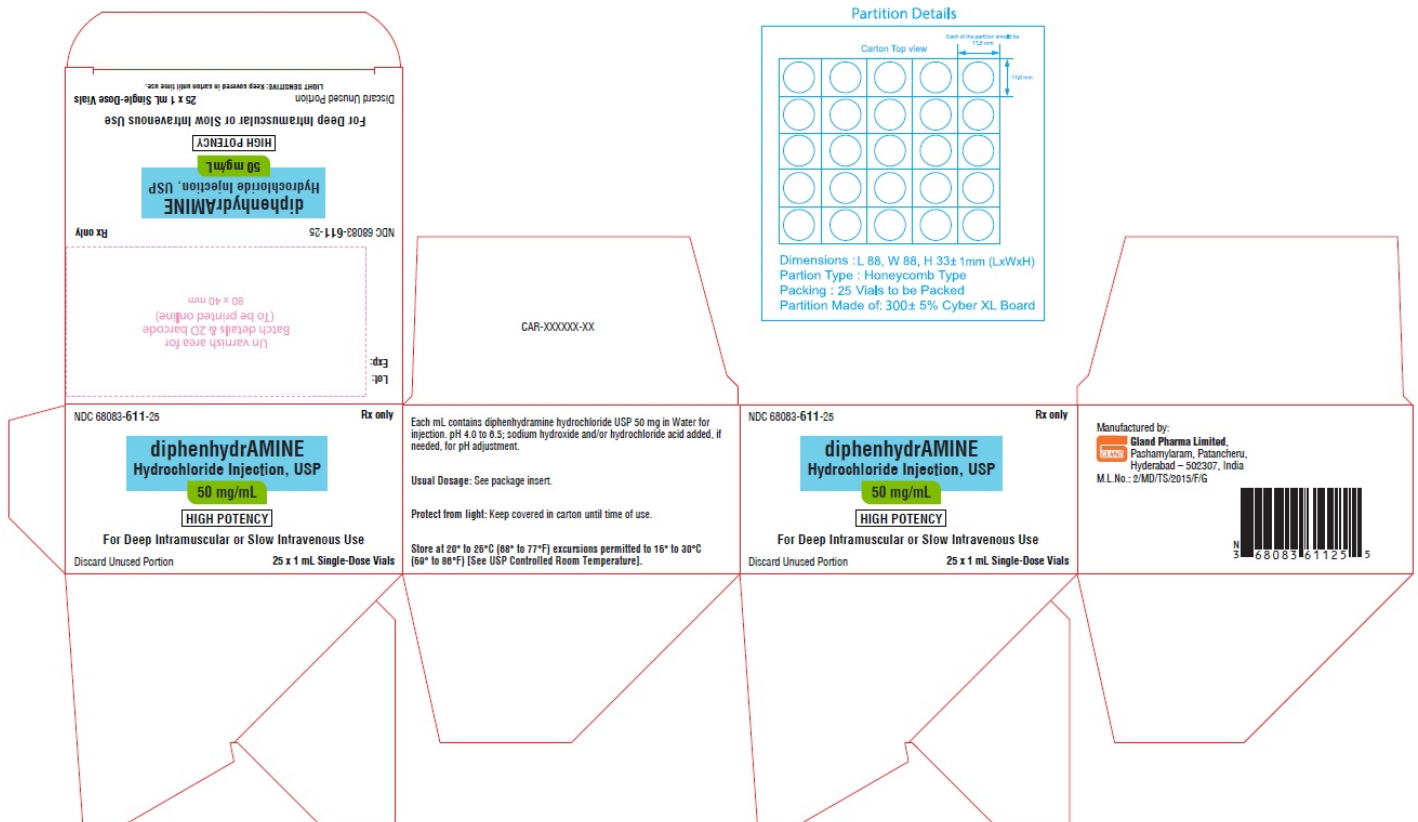 Partition Details
Each of the partition should be
17,6 mm
Carton Top view
17,6 mm
Dimensions : L 88, W 88, H 33± 1mm (LxWxH)
Partion Type : Honeycomb Type
Packing : 25 Vials to be Packed
Partition Made of: 300± 5% Cyber XL Board
Lot:
Exp:
Un varnish area for
Batch details & 2D barcode
(To be printed online)
80 x 40 mm
NDC 68083-611-25 Rx only
diphenhydrAMINE
Hydrochloride Injection, USP
50 mg/mL
HIGH POTENCY
For Deep Intramuscular or Slow Intravenous Use
Discard Unused Portion 25 x 1 mL Single-Dose Vials
LIGHT SENSITIVE: Keep covered in carton until time use.
CAR-XXXXXX-XX
NDC 68083-611-25 Rx only
diphenhydrAMINE
Hydrochloride Injection, USP
50 mg/mL
HIGH POTENCY
For Deep Intramuscular or Slow Intravenous Use
Discard Unused Portion 25 x 1 mL Single-Dose Vials
Each mL contains diphenhydramine hydrochloride USP 50 mg in Water for
injection. pH 4.0 to 6.5; sodium hydroxide and/or hydrochloride acid added, if
needed, for pH adjustment.
Usual Dosage: See package insert.
Protect from light: Keep covered in carton until time of use.
Store at 20° to 25°C (68° to 77°F) excursions permitted to 15° to 30°C
(59° to 86°F) [See USP Controlled Room Temperature].
NDC 68083-611-25 Rx only
diphenhydrAMINE
Hydrochloride Injection, USP
50 mg/mL
HIGH POTENCY
For Deep Intramuscular or Slow Intravenous Use
Discard Unused Portion 25 x 1 mL Single-Dose Vials
Manufactured by:
GLAND
Gland Pharma Limited,
Pashamylaram, Patancheru,
Hyderabad – 502307, India
M.L.No.: 2/MD/TS/2015/F/G
N
3 68083 61125 5